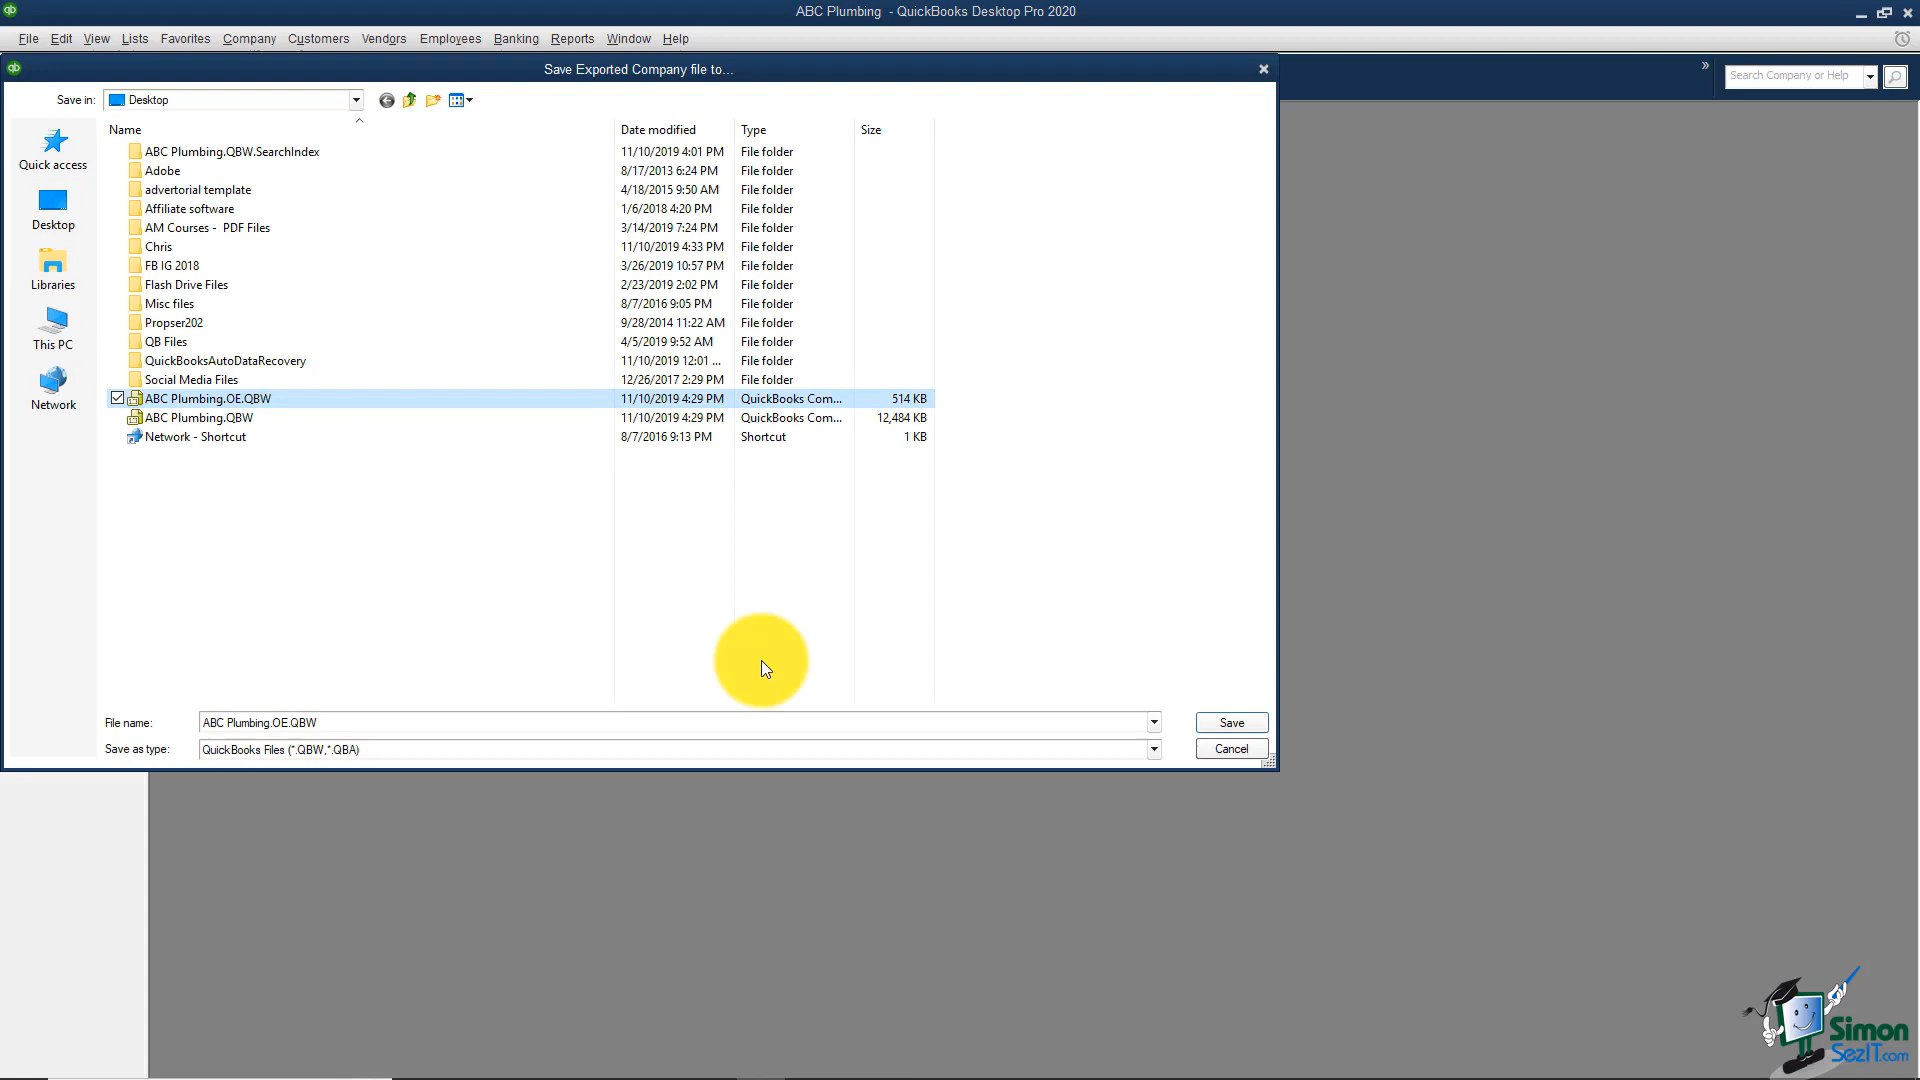 qb
ABC Plumbing - QuickBooks Desktop Pro 2020
File Edit View Lists Favorites Company Customers Vendors Employees Banking Reports Window Help
qb
Save Exported Company file to...
Search Company or Help
Save in: Desktop
Name Date modified Type Size
ABC Plumbing.QBW.SearchIndex 11/10/2019 4:01 PM File folder
Adobe 8/17/2013 6:24 PM File folder
advertorial template 4/18/2015 9:50 AM File folder
Affiliate software 1/6/2018 4:20 PM File folder
AM Courses - PDF Files 3/14/2019 7:24 PM File folder
Chris 11/10/2019 4:33 PM File folder
FB IG 2018 3/26/2019 10:57 PM File folder
Flash Drive Files 2/23/2019 2:02 PM File folder
Misc files 8/7/2016 9:05 PM File folder
Propser202 9/28/2014 11:22 AM File folder
QB Files 4/5/2019 9:52 AM File folder
QuickBooksAutoDataRecovery 11/10/2019 12:01 ... File folder
Social Media Files 12/26/2017 2:29 PM File folder
ABC Plumbing.OE.QBW 11/10/2019 4:29 PM QuickBooks Com... 514 KB
ABC Plumbing.QBW 11/10/2019 4:29 PM QuickBooks Com... 12,484 KB
Network - Shortcut 8/7/2016 9:13 PM Shortcut 1 KB
Quick access
Desktop
Libraries
This PC
Network
File name: ABC Plumbing.OE.QBW Save
Save as type: QuickBooks Files (*.QBW,*.QBA) Cancel
Simon
SezIT.com